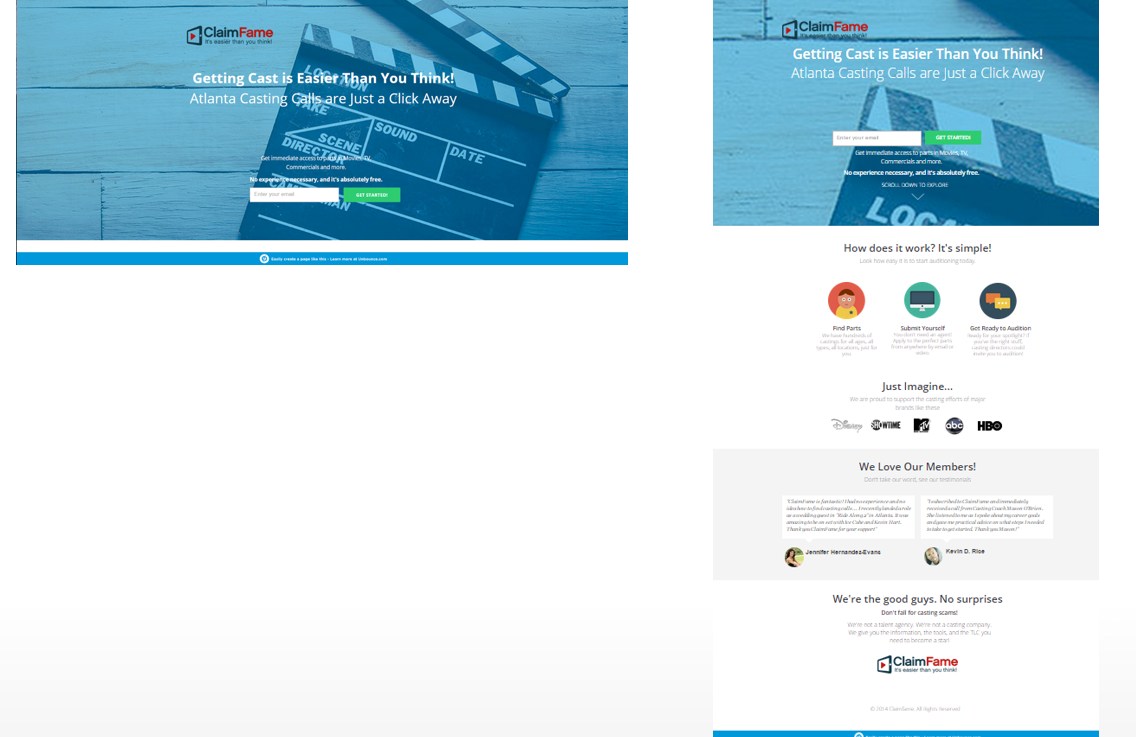 ClaimFame
It's easier than you think!
Getting Cast is Easier Than You Think!
Atlanta Casting Calls are Just a Click Away
LOCATION
TAKE
SCENE
SOUND
DATE
DIRECTOR
CAMERAMAN
Get immediate access to parts in Movies, TV,
Commercials and more.
No experience necessary, and it's absolutely free.
Enter your email
GET STARTED!
Easily create a page like this - Learn more at Unbounce.com
ClaimFame
It's easier than you think!
Getting Cast is Easier Than You Think!
Atlanta Casting Calls are Just a Click Away
Enter your email
GET STARTED!
Get immediate access to parts in Movies, TV,
Commercials and more.
No experience necessary, and it's absolutely free.
SCROLL DOWN TO EXPLORE
LOC
How does it work? It's simple!
Look how easy it is to start auditioning today.
Find Parts
We have hundreds of
castings for all ages, all
types, all locations, just for
you
Submit Yourself
You don't need an agent!
Apply to the perfect parts
from anywhere by email or
video
Get Ready to Audition
Ready for your spotlight? If
you've the right stuff,
casting directors could
invite you to audition!
Just Imagine...
We are proud to support the casting efforts of major
brands like these
Disney SHOWTIME MTV abc HBO
We Love Our Members!
Don't take our word, see our testimonials
"ClaimFame is fantastic! I had no experience and no
idea how to find casting calls... I recently landed a role
as a wedding guest in "Ride Along 2" in Atlanta. It was
amazing to be on set with Ice Cube and Kevin Hart.
Thank you ClaimFame for your support"
Jennifer Hernandez-Evans
"I subscribed to ClaimFame and immediately
received a call from Casting Coach Mason O'Brien.
She listened to me as I spoke about my career goals
and gave me practical advice on what steps I needed
to take to get started. Thank you Mason!"
Kevin D. Rice
We're the good guys. No surprises
Don't fall for casting scams!
We're not a talent agency. We're not a casting company.
We give you the information, the tools, and the TLC you
need to become a star!
ClaimFame
It's easier than you think!
© 2014 ClaimFame. All Rights Reserved